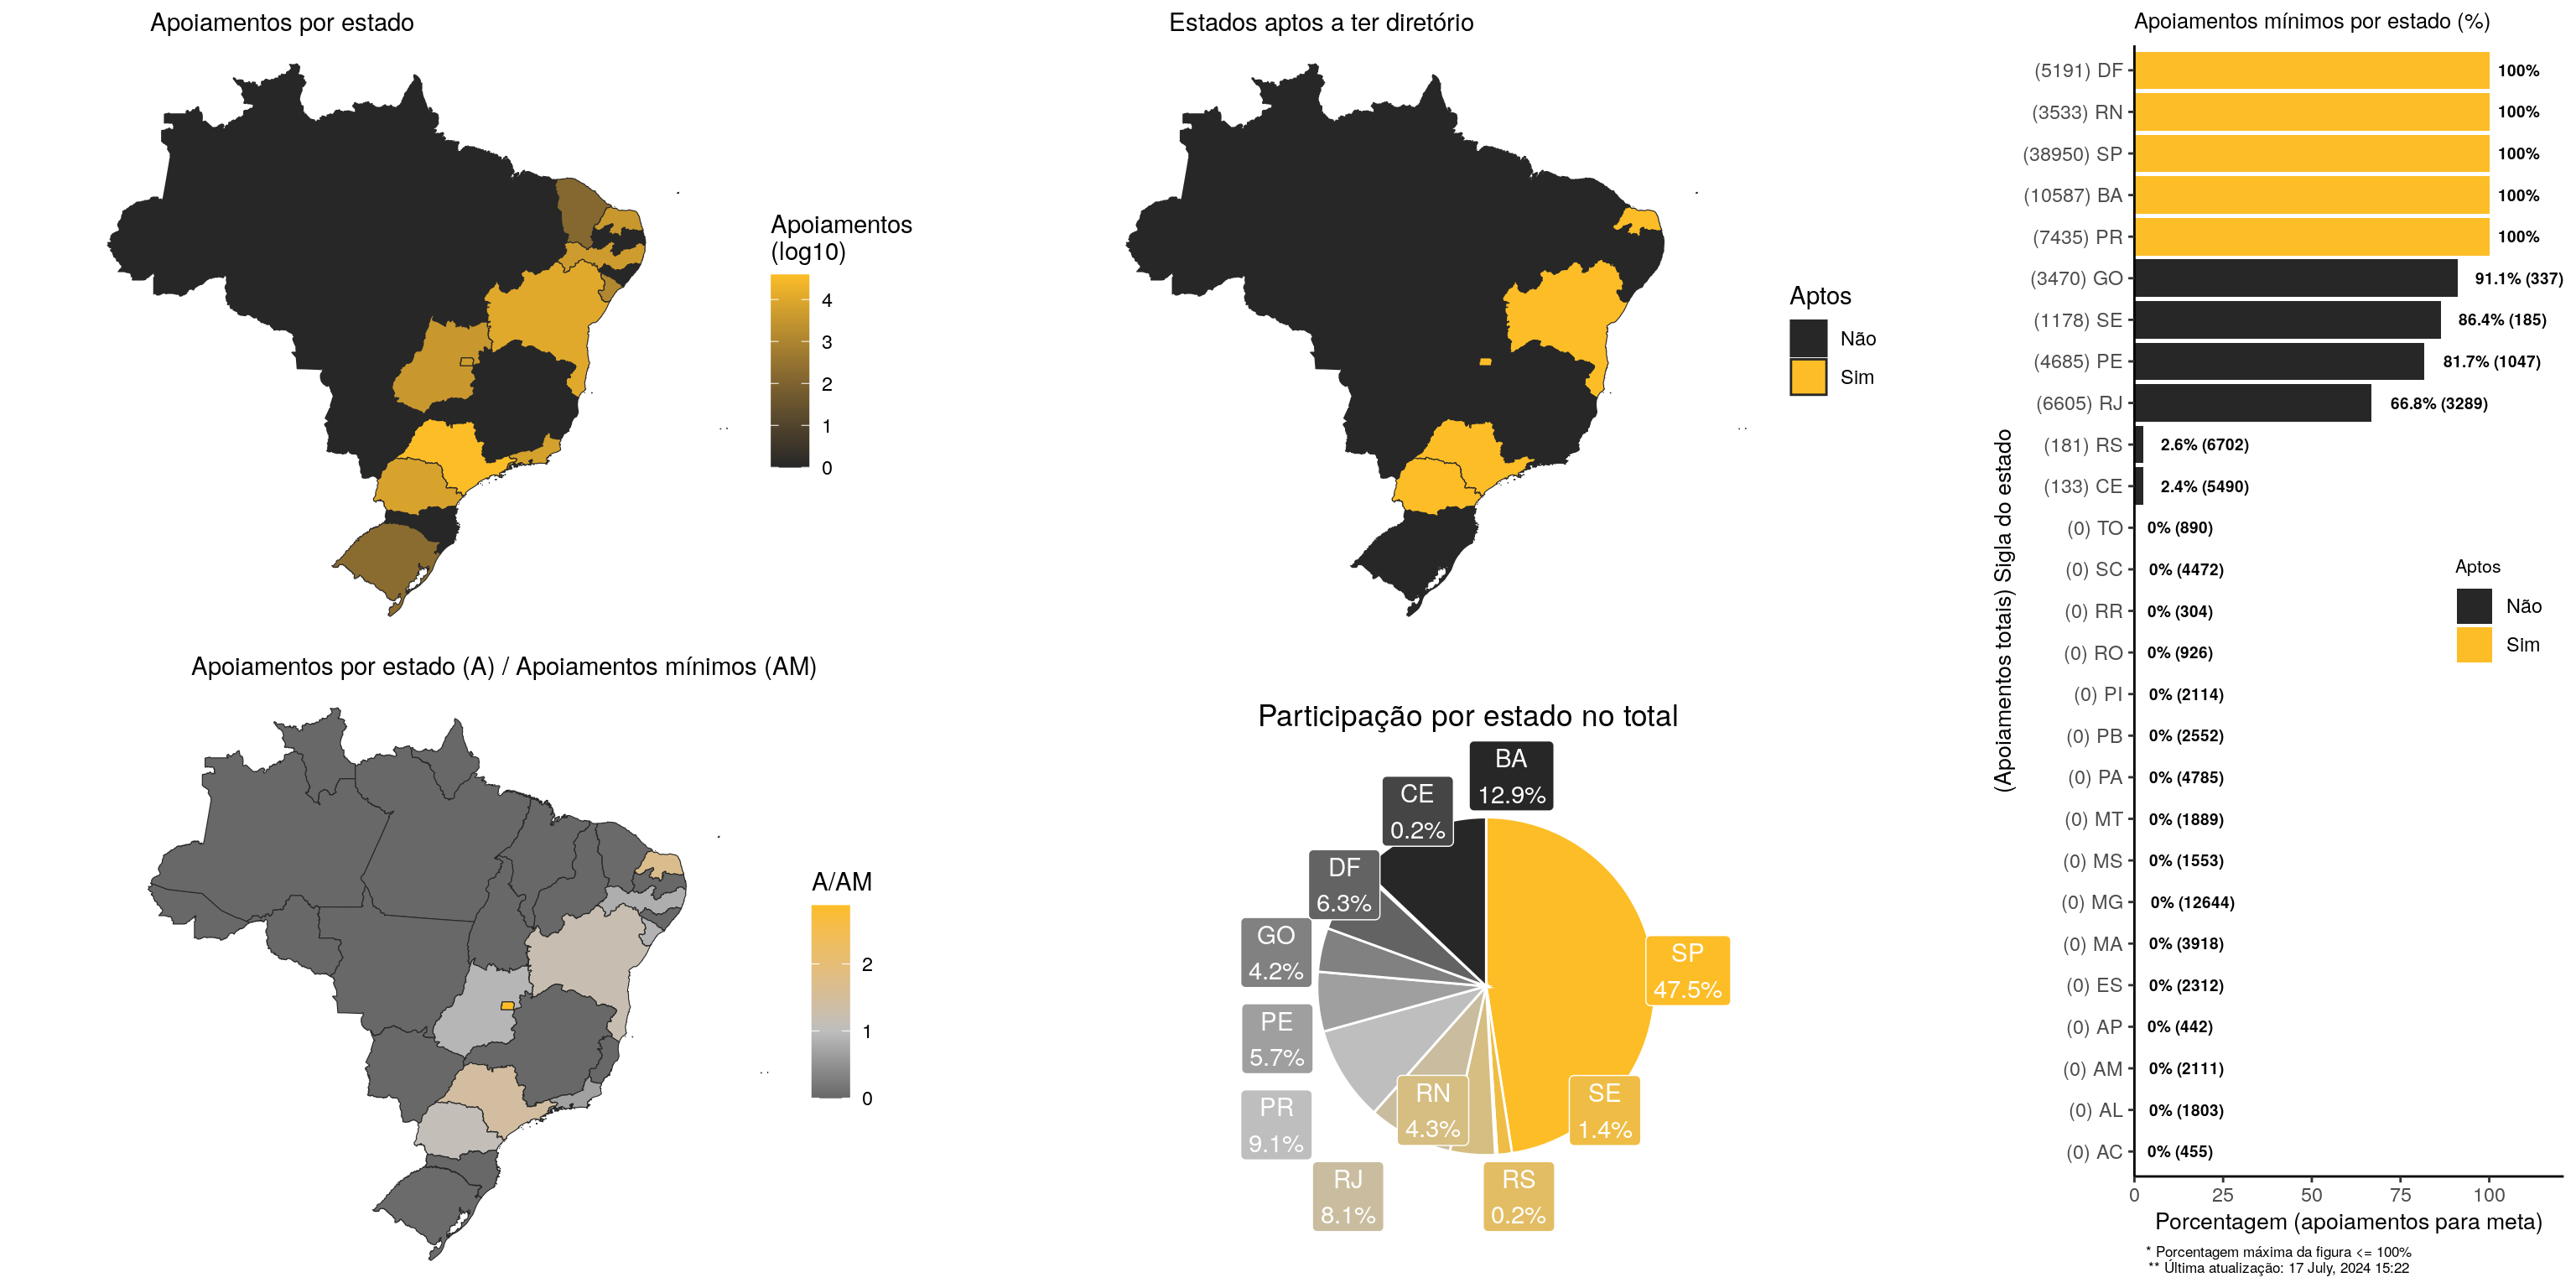 Apoiamentos por estado
Apoiamentos
(log10)
4
3
2
1
0
Estados aptos a ter diretório
Aptos
Não
Sim
Apoiamentos por estado (A) / Apoiamentos mínimos (AM)
A/AM
2
1
0
Participação por estado no total
BA
12.9%
CE
0.2%
DF
6.3%
GO
4.2%
PE
5.7%
PR
9.1%
RJ
8.1%
RN
4.3%
RS
0.2%
SE
1.4%
SP
47.5%
Apoiamentos mínimos por estado (%)
(Apoiamentos totais) Sigla do estado
(5191) DF 100%
(3533) RN 100%
(38950) SP 100%
(10587) BA 100%
(7435) PR 100%
(3470) GO 91.1% (337)
(1178) SE 86.4% (185)
(4685) PE 81.7% (1047)
(6605) RJ 66.8% (3289)
(181) RS 2.6% (6702)
(133) CE 2.4% (5490)
(0) TO 0% (890)
(0) SC 0% (4472)
(0) RR 0% (304)
(0) RO 0% (926)
(0) PI 0% (2114)
(0) PB 0% (2552)
(0) PA 0% (4785)
(0) MT 0% (1889)
(0) MS 0% (1553)
(0) MG 0% (12644)
(0) MA 0% (3918)
(0) ES 0% (2312)
(0) AP 0% (442)
(0) AM 0% (2111)
(0) AL 0% (1803)
(0) AC 0% (455)
Aptos
Não
Sim
0 25 50 75 100
Porcentagem (apoiamentos para meta)
* Porcentagem máxima da figura <= 100%
** Última atualização: 17 July, 2024 15:22